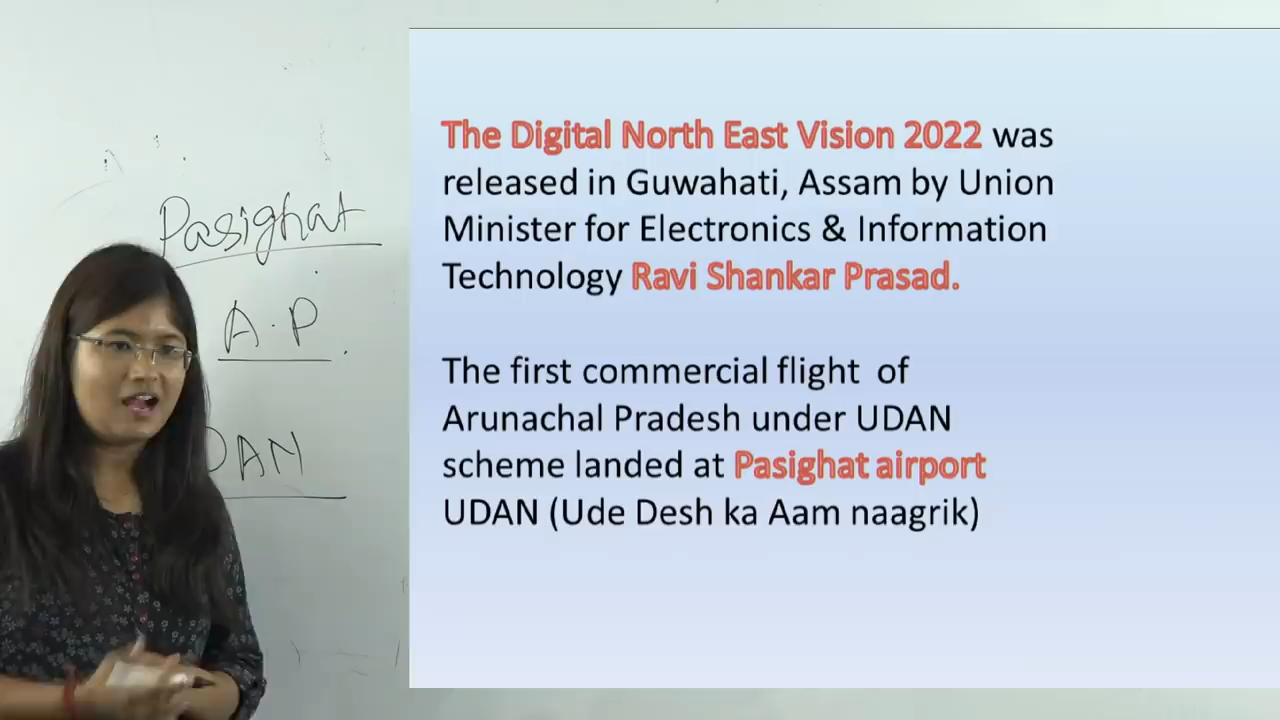 Pasighat
A.P.
DAN
The Digital North East Vision 2022 was
released in Guwahati, Assam by Union
Minister for Electronics & Information
Technology Ravi Shankar Prasad.
The first commercial flight of
Arunachal Pradesh under UDAN
scheme landed at Pasighat airport
UDAN (Ude Desh ka Aam naagrik)